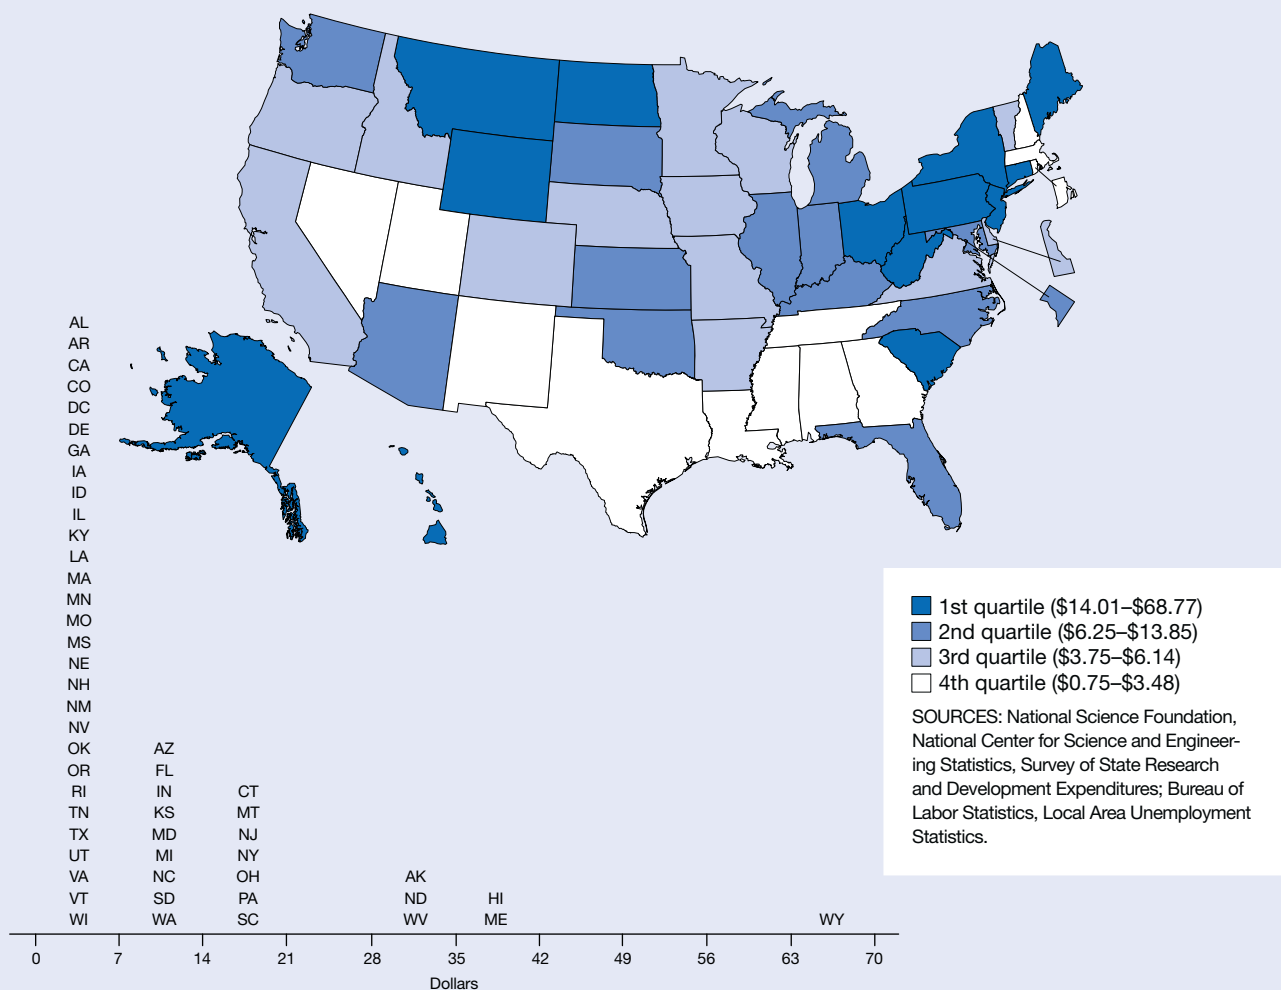 AL
AR
CA
CO
DC
DE
GA
IA
ID
IL
KY
LA
MA
MN
MO
MS
NE
NH
NM
NV
OK AZ
OR FL
RI IN CT
TN KS MT
TX MD NJ
UT MI NY
VA NC OH AK
VT SD PA ND HI
WI WA SC WV ME WY
0 7 14 21 28 35 42 49 56 63 70
Dollars
1st quartile ($14.01–$68.77)
2nd quartile ($6.25–$13.85)
3rd quartile ($3.75–$6.14)
4th quartile ($0.75–$3.48)
SOURCES: National Science Foundation,
National Center for Science and Engineer-
ing Statistics, Survey of State Research
and Development Expenditures; Bureau of
Labor Statistics, Local Area Unemployment
Statistics.